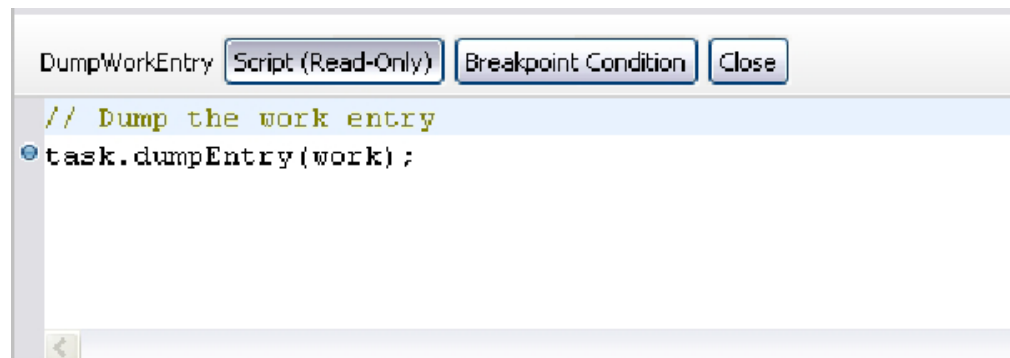 DumpWorkEntry Script (Read-Only) Breakpoint Condition Close
// Dump the work entry
task.dumpEntry(work);